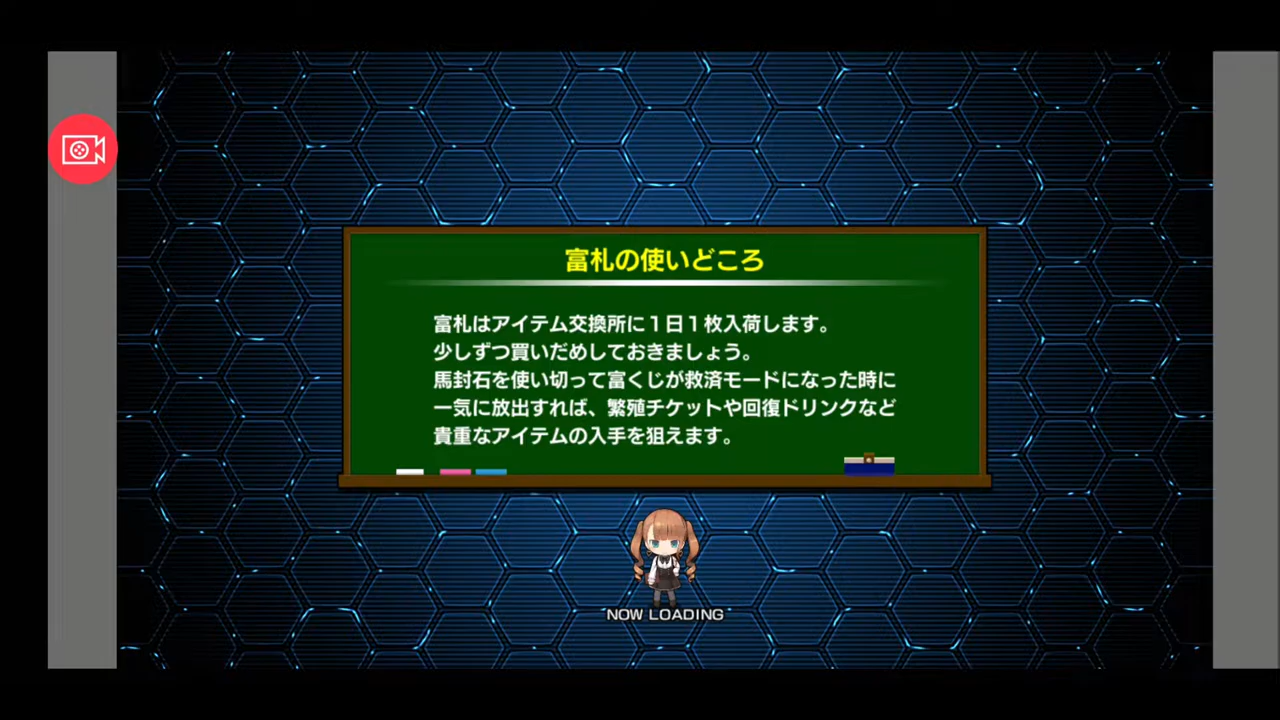 富札の使いどころ
富札はアイテム交換所に１日１枚入荷します。
少しずつ買いだめしておきましょう。
馬封石を使い切って富くじが救済モードになった時に
一気に放出すれば、繁殖チケットや回復ドリンクなど
貴重なアイテムの入手を狙えます。
NOW LOADING